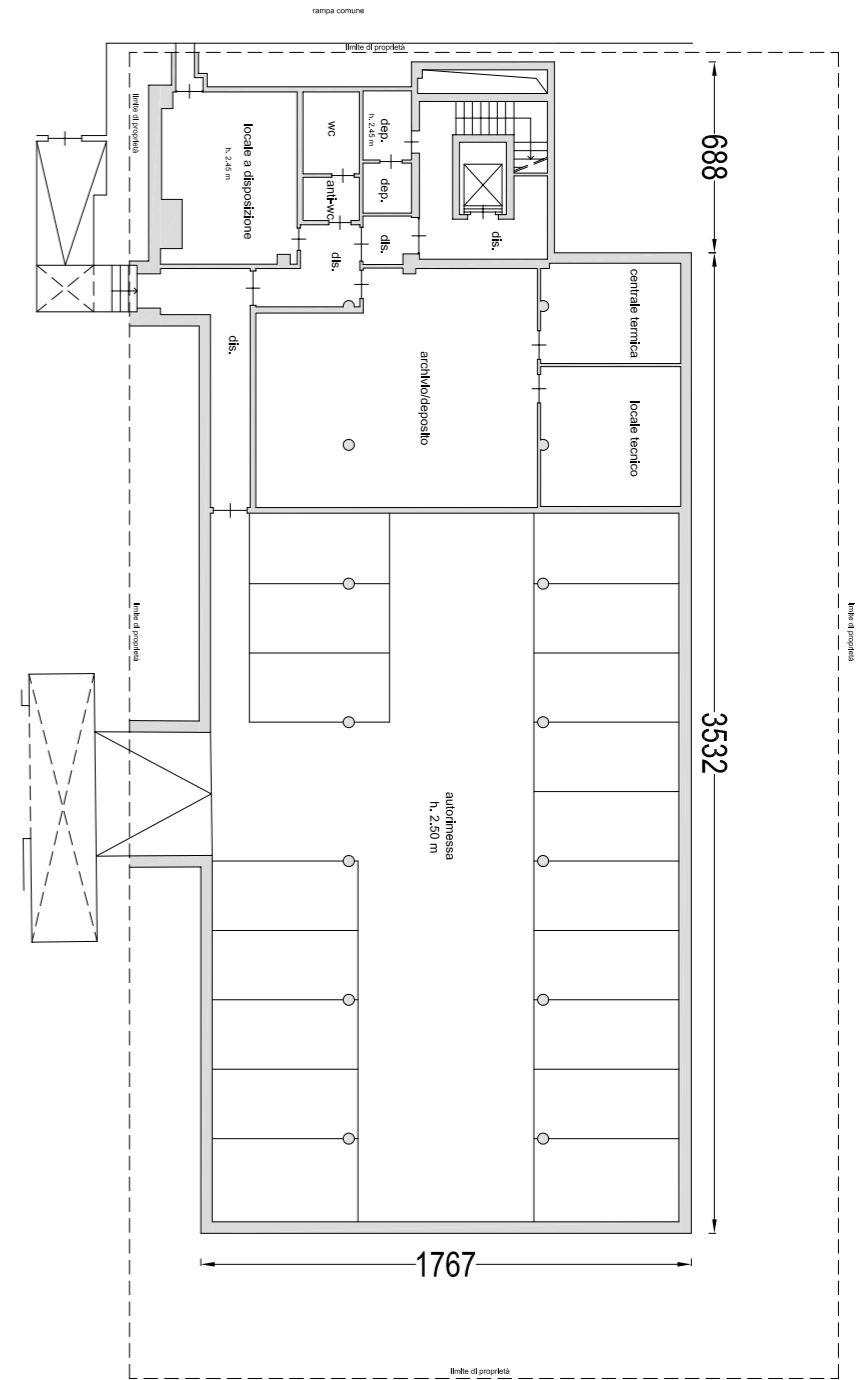 rampa comune
limite di proprietà
limite di proprietà
688
locale a disposizione
h. 2.45 m
wc
anti-wc
dep.
h. 2.45 m
dep.
dis.
dis.
dis.
dis.
centrale termica
archivio/deposito
locale tecnico
limite di proprietà
limite di proprietà
3532
autorimessa
h. 2.50 m
1767
limite di proprietà